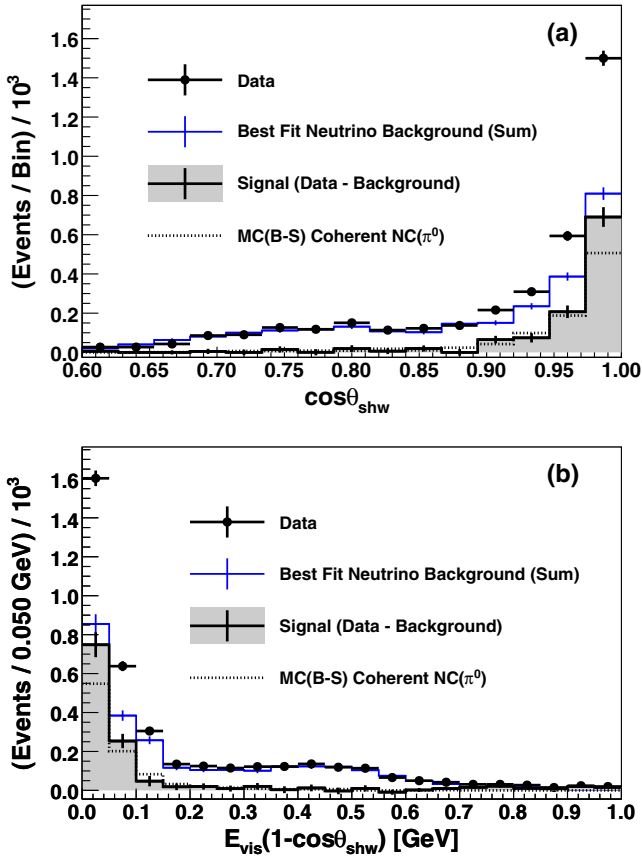 (a)
(Events / Bin) / 10³
1.6
1.4
1.2
1.0
0.8
0.6
0.4
0.2
0.0
Data
Best Fit Neutrino Background (Sum)
Signal (Data - Background)
MC(B-S) Coherent NC(π⁰)
0.60 0.65 0.70 0.75 0.80 0.85 0.90 0.95 1.00
cosθshw
(b)
(Events / 0.050 GeV) / 10³
1.6
1.4
1.2
1.0
0.8
0.6
0.4
0.2
0.0
Data
Best Fit Neutrino Background (Sum)
Signal (Data - Background)
MC(B-S) Coherent NC(π⁰)
0.0 0.1 0.2 0.3 0.4 0.5 0.6 0.7 0.8 0.9 1.0
Evis(1-cosθshw) [GeV]